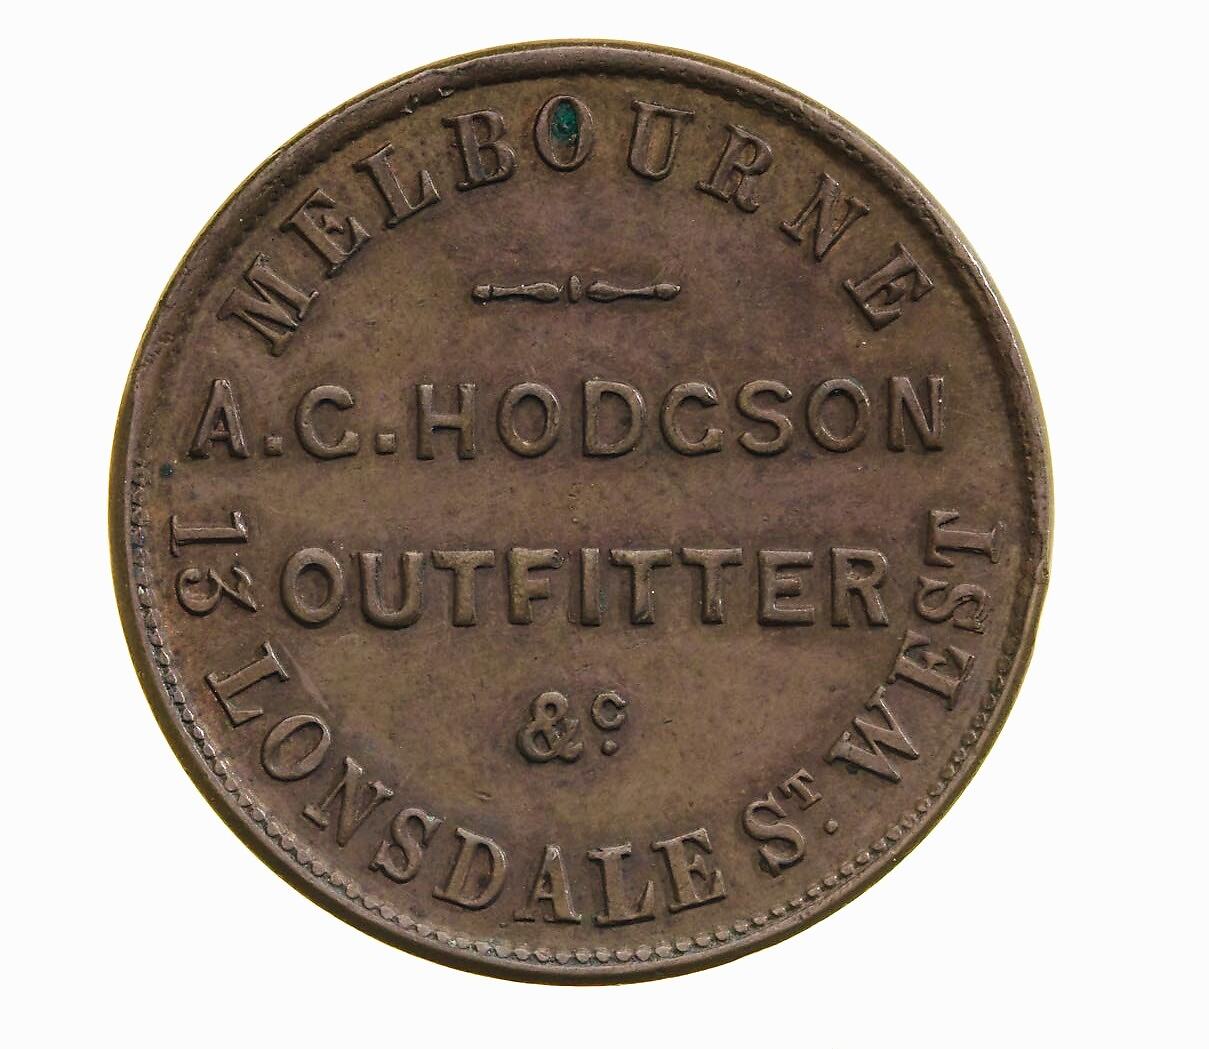 MELBOURNE
A.C.HODGSON
OUTFITTER
&c.
13 LONSDALE ST. WEST